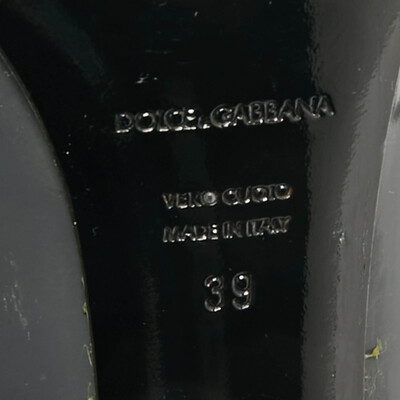 DOLCE & GABBANA
VERO CUOIO
MADE IN ITALY
39